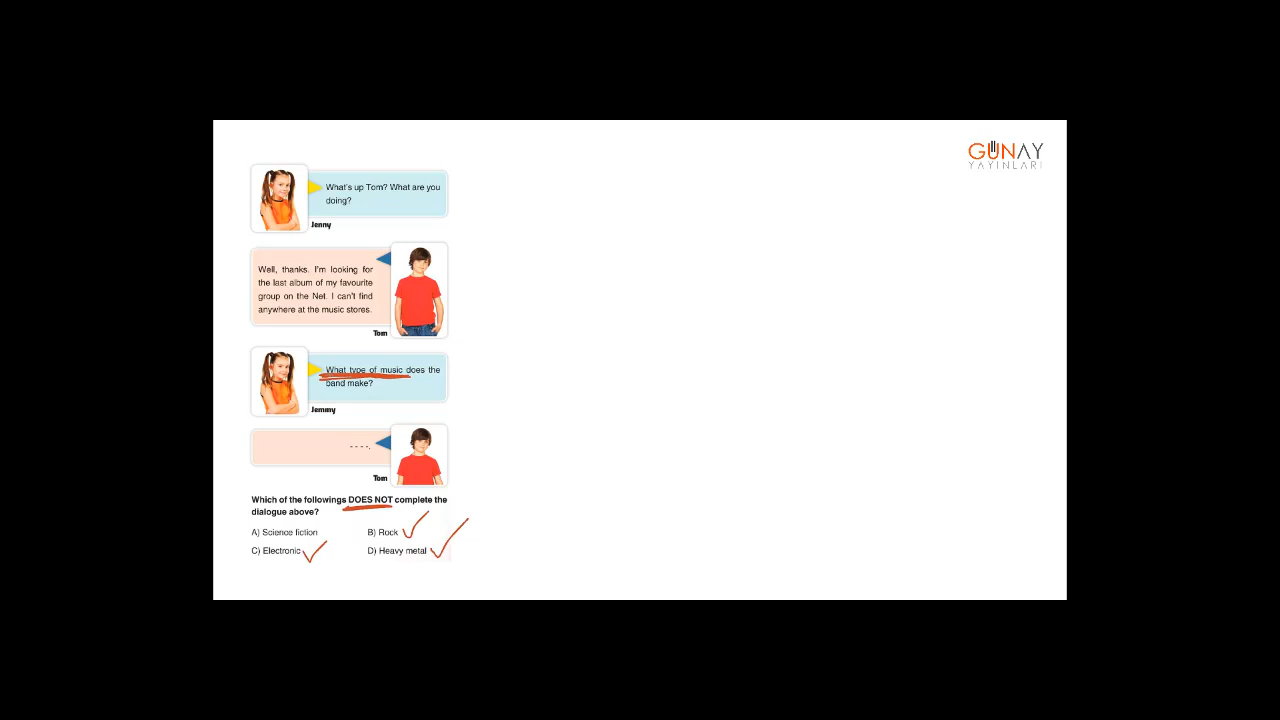 GÜNAY
YAYINLARI
What's up Tom? What are you
doing?
Jenny
Well, thanks. I'm looking for
the last album of my favourite
group on the Net. I can't find
anywhere at the music stores.
Tom
What type of music does the
band make?
Jemmy
----.
Tom
Which of the followings DOES NOT complete the
dialogue above?
A) Science fiction
B) Rock
C) Electronic
D) Heavy metal